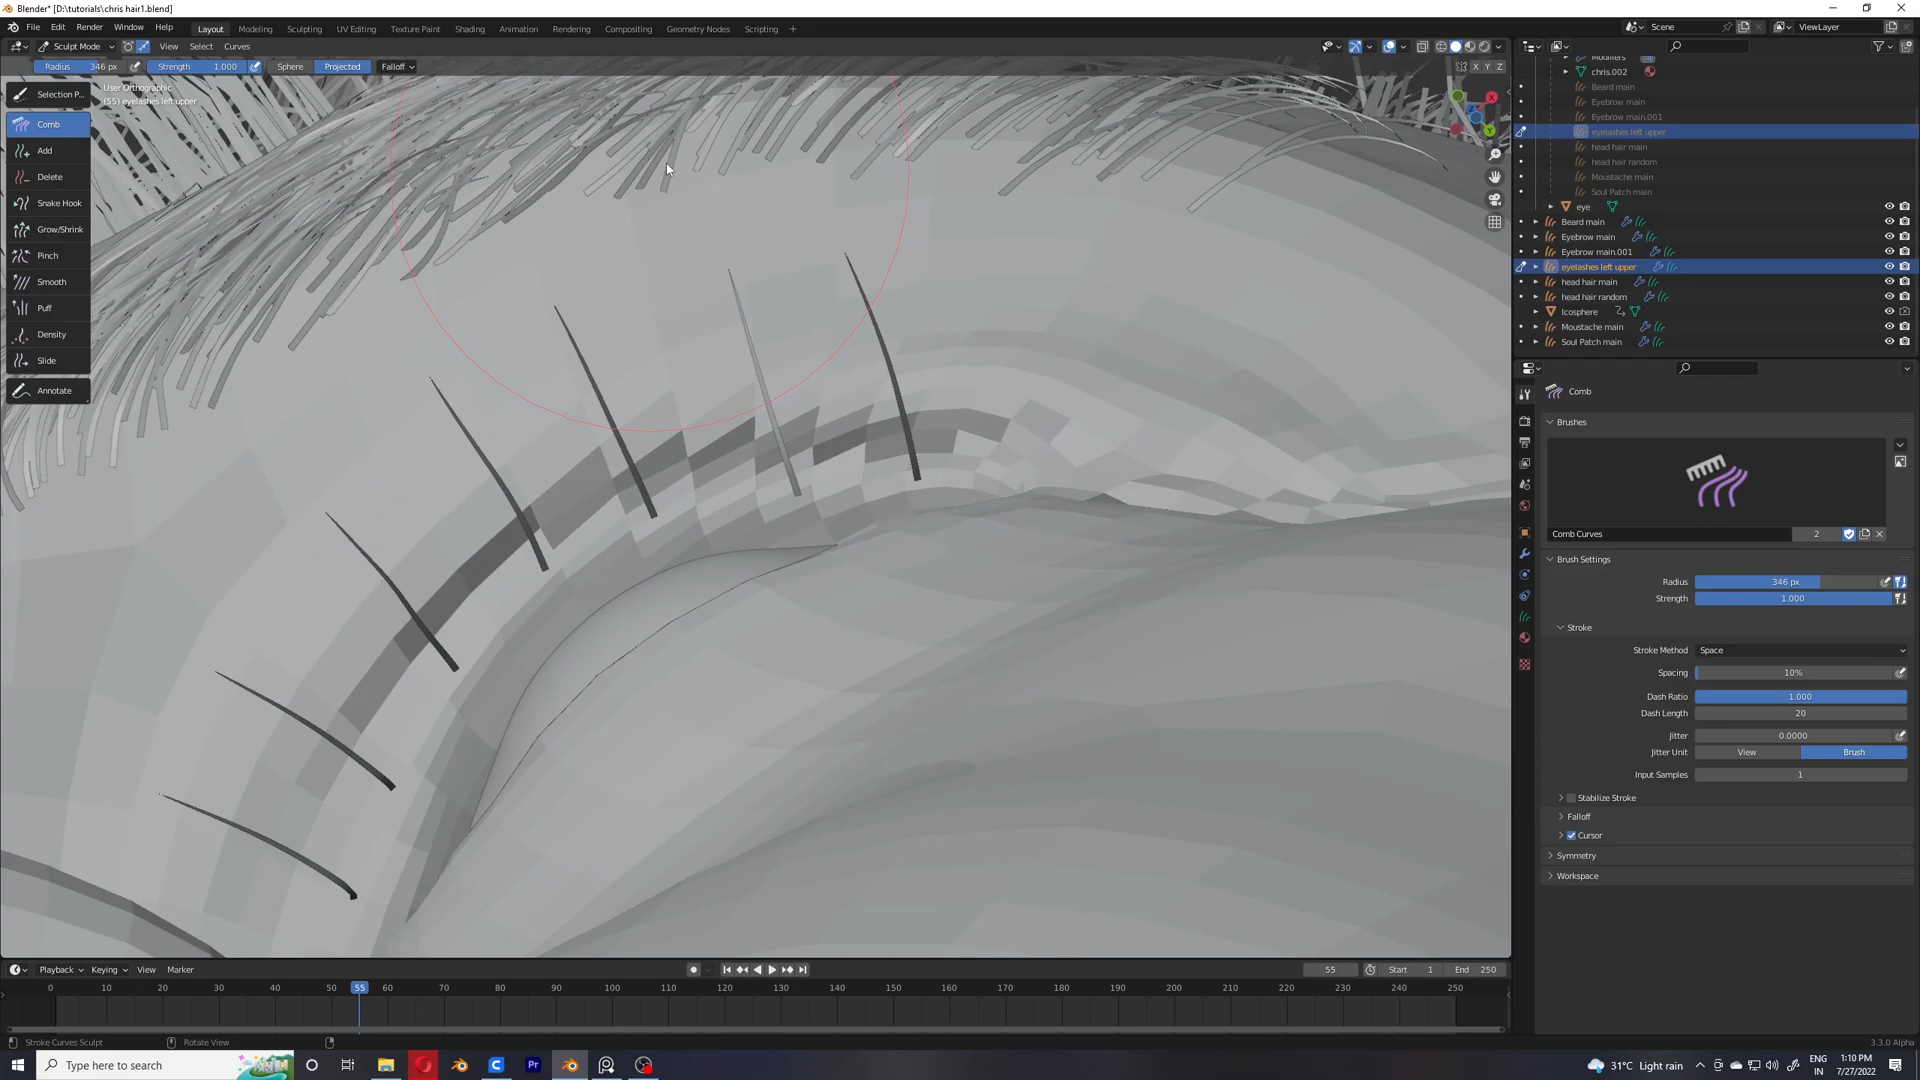 Blender* [D:\tutorials\chris hair1.blend]
File Edit Render Window Help Layout Modeling Sculpting UV Editing Texture Paint Shading Animation Rendering Compositing Geometry Nodes Scripting + Scene ViewLayer
Sculpt Mode View Select Curves
Radius 346 px Strength 1.000 Sphere Projected Falloff X Y Z
User Orthographic
(55) eyelashes left upper
Selection P...
Comb
Add
Delete
Snake Hook
Grow/Shrink
Pinch
Smooth
Puff
Density
Slide
Annotate
Modifiers
chris.002
Beard main
Eyebrow main
Eyebrow main.001
eyelashes left upper
head hair main
head hair random
Moustache main
Soul Patch main
eye
Beard main
Eyebrow main
Eyebrow main.001
eyelashes left upper
head hair main
head hair random
Icosphere
Moustache main
Soul Patch main
Comb
Brushes
Comb Curves 2
Brush Settings
Radius 346 px
Strength 1.000
Stroke
Stroke Method Space
Spacing 10%
Dash Ratio 1.000
Dash Length 20
Jitter 0.0000
Jitter Unit View Brush
Input Samples 1
Stabilize Stroke
Falloff
Cursor
Symmetry
Workspace
Playback Keying View Marker 55 Start 1 End 250
0 10 20 30 40 50 55 60 70 80 90 100 110 120 130 140 150 160 170 180 190 200 210 220 230 240 250
Stroke Curves Sculpt Rotate View 3.3.0 Alpha
Type here to search 31°C Light rain ENG IN 1:10 PM 7/27/2022